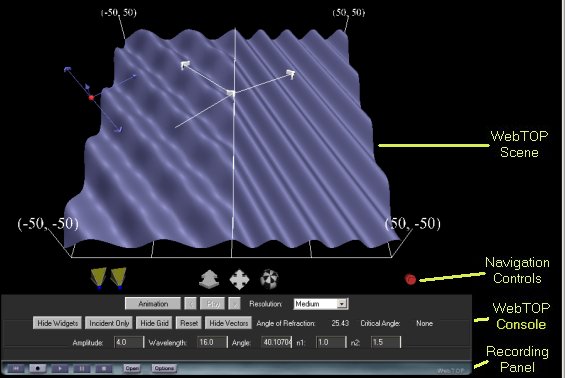 (-50, 50)
(50, 50)
WebTOP
Scene
(-50, -50)
(50, -50)
Navigation
Controls
Animation
Play
Resolution:
Medium
WebTOP
Console
Hide Widgets
Incident Only
Hide Grid
Reset
Hide Vectors
Angle of Refraction:
25.43
Critical Angle:
None
Amplitude:
4.0
Wavelength:
16.0
Angle:
40.10704
n1:
1.0
n2:
1.5
Recording
Panel
Open
Options
WebTOP